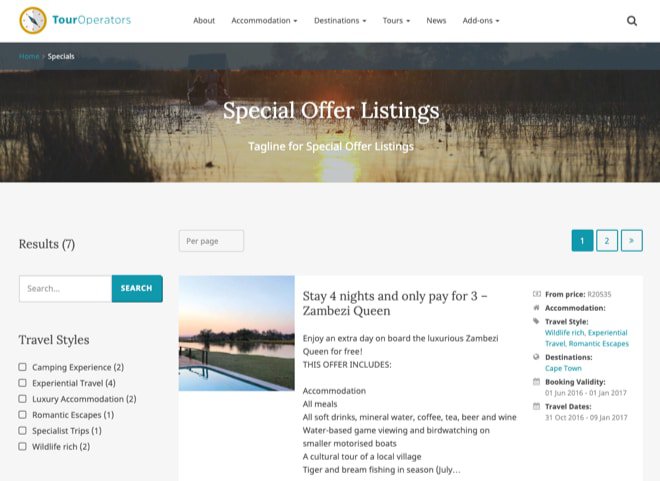 TourOperators
About Accommodation Destinations Tours News Add-ons
Home > Specials
Special Offer Listings
Tagline for Special Offer Listings
Results (7)
Per page
1 2 »
Search...
SEARCH
Travel Styles
Camping Experience (2)
Experiential Travel (4)
Luxury Accommodation (2)
Romantic Escapes (1)
Specialist Trips (1)
Wildlife rich (2)
Stay 4 nights and only pay for 3 –
Zambezi Queen
Enjoy an extra day on board the luxurious Zambezi
Queen for free!
THIS OFFER INCLUDES:
Accommodation
All meals
All soft drinks, mineral water, coffee, tea, beer and wine
Water-based game viewing and birdwatching on
smaller motorised boats
A cultural tour of a local village
Tiger and bream fishing in season (July...
From price: R20535
Accommodation:
Travel Style:
Wildlife rich, Experiential
Travel, Romantic Escapes
Destinations:
Cape Town
Booking Validity:
01 Jun 2016 - 01 Jan 2017
Travel Dates:
31 Oct 2016 - 09 Jan 2017